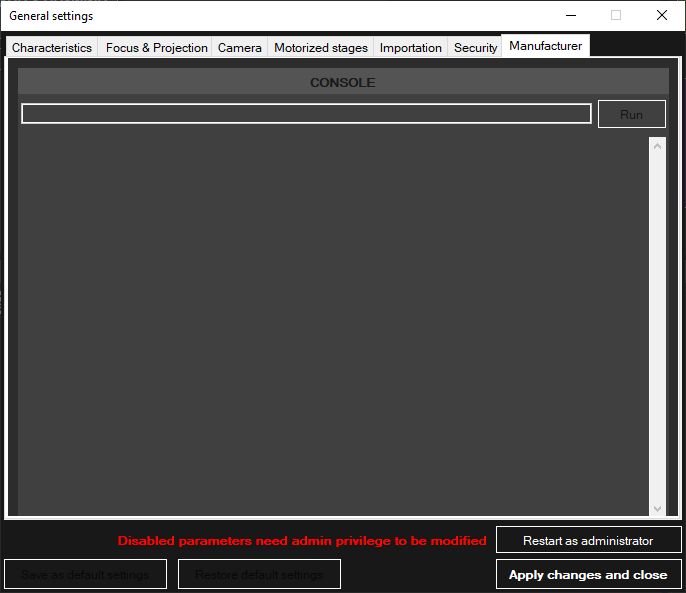 General settings
Characteristics Focus & Projection Camera Motorized stages Importation Security Manufacturer
CONSOLE
Run
Disabled parameters need admin privilege to be modified Restart as administrator
Save as default settings Restore default settings Apply changes and close